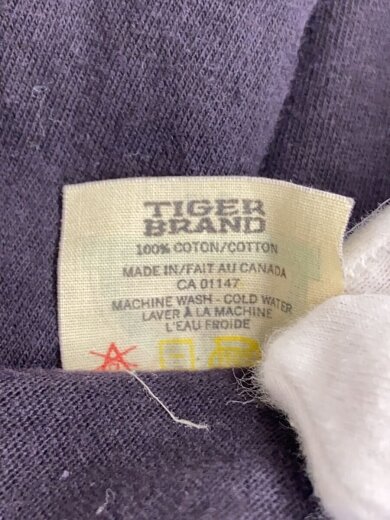 TIGER
BRAND
100% COTON/COTTON
MADE IN/FAIT AU CANADA
CA 01147
MACHINE WASH - COLD WATER
LAVER À LA MACHINE
L'EAU FROIDE